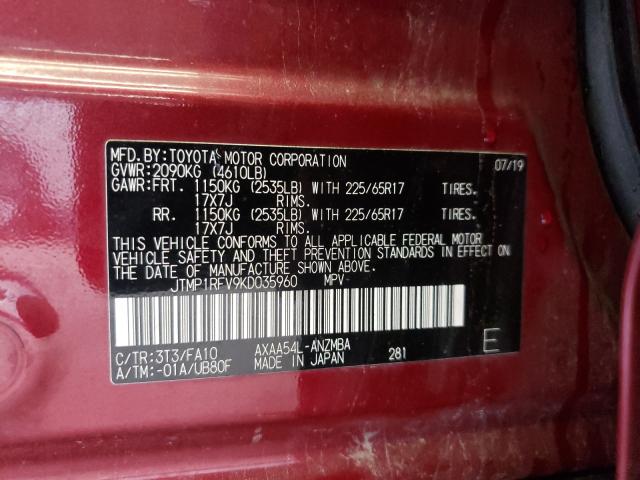 MFD.BY:TOYOTA MOTOR CORPORATION 07/19
GVWR:2090KG (4610LB)
GAWR:FRT. 1150KG (2535LB) WITH 225/65R17 TIRES.
17X7J RIMS.
RR. 1150KG (2535LB) WITH 225/65R17 TIRES.
17X7J RIMS.
THIS VEHICLE CONFORMS TO ALL APPLICABLE FEDERAL MOTOR
VEHICLE SAFETY AND THEFT PREVENTION STANDARDS IN EFFECT ON
THE DATE OF MANUFACTURE SHOWN ABOVE.
JTMP1RFV9KD035960 MPV
C/TR:3T3/FA10 AXAA54L-ANZMBA
A/TM:-01A/UB80F MADE IN JAPAN 281 E